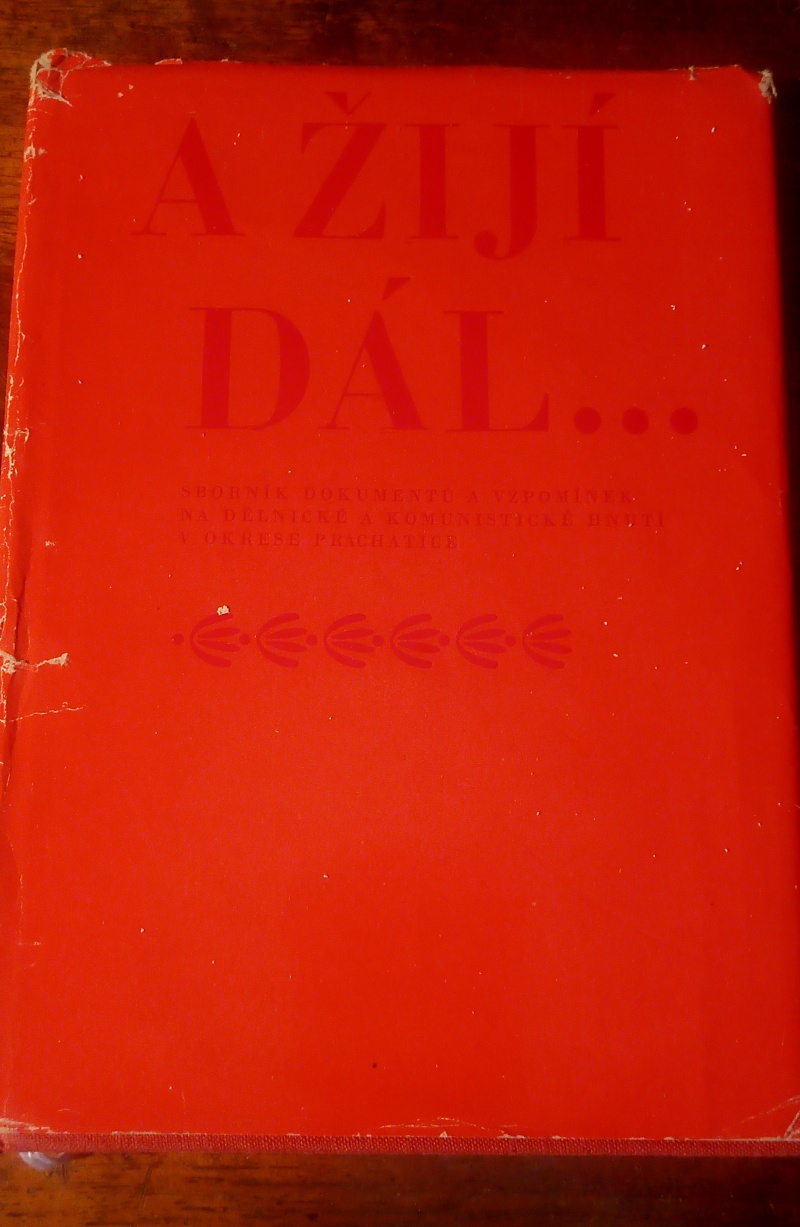 A ŽIJÍ
DÁL...
SBORNÍK DOKUMENTŮ A VZPOMÍNEK
NA DĚLNICKÉ A KOMUNISTICKÉ HNUTÍ
V OKRESE PRACHATICE